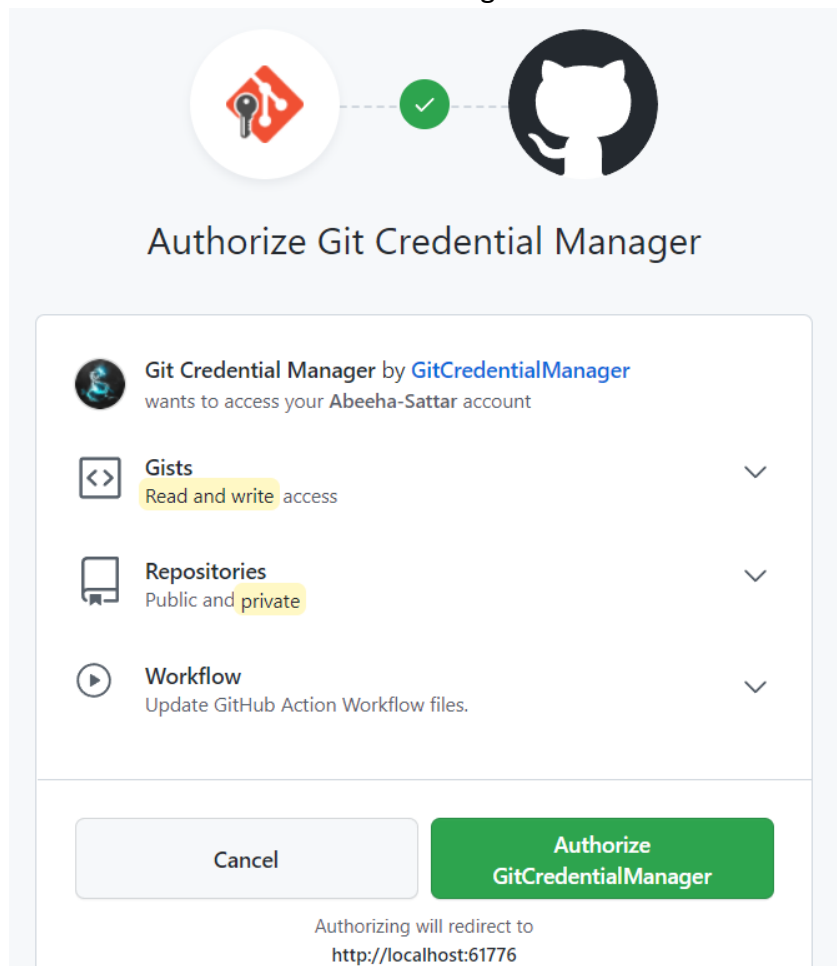 Authorize Git Credential Manager
Git Credential Manager by GitCredentialManager
wants to access your Abeeha-Sattar account
Gists
Read and write access
Repositories
Public and private
Workflow
Update GitHub Action Workflow files.
Cancel
Authorize
GitCredentialManager
Authorizing will redirect to
http://localhost:61776